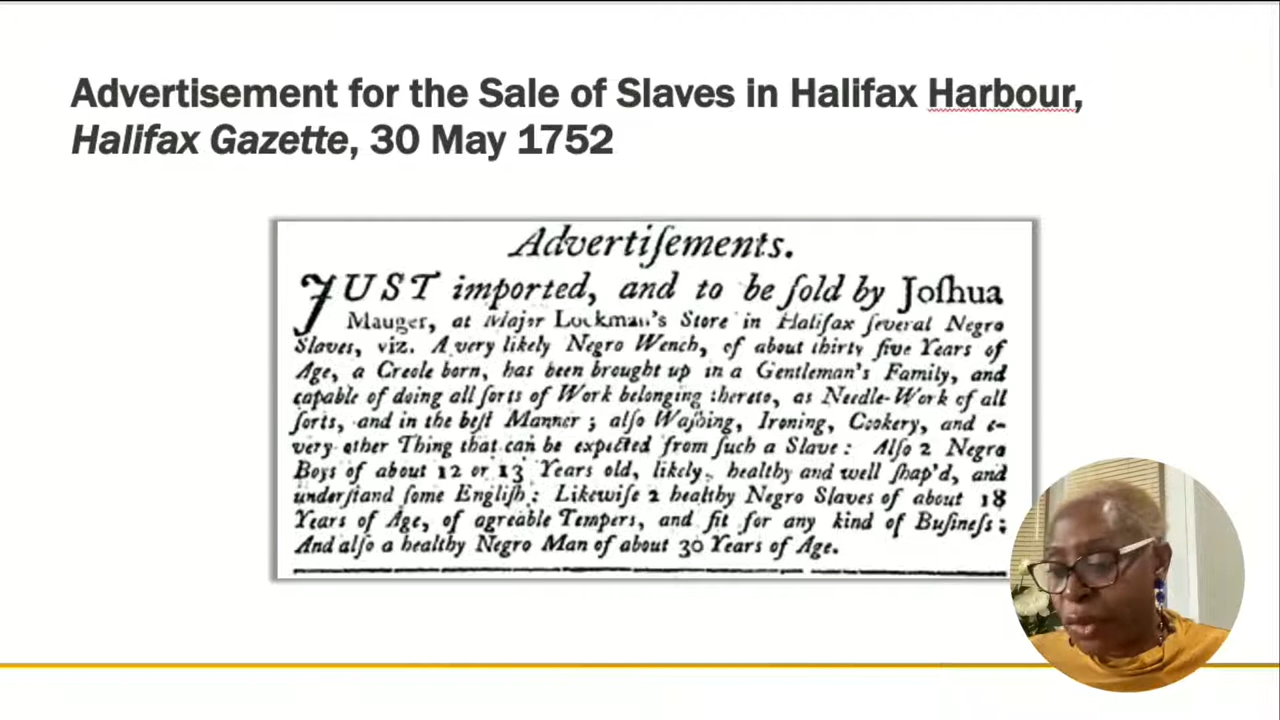 Advertisement for the Sale of Slaves in Halifax Harbour,
Halifax Gazette, 30 May 1752
Advertiſements.
JUST imported, and to be ſold by Joſhua
Mauger, at Major Lockman's Store in Halifax ſeveral Negro
Slaves, viz. A very likely Negro Wench, of about thirty five Years of
Age, a Creole born, has been brought up in a Gentleman's Family, and
capable of doing all ſorts of Work belonging thereto, as Needle-Work of all
ſorts, and in the beſt Manner; alſo Waſhing, Ironing, Cookery, and e-
very other Thing that can be expected from ſuch a Slave: Alſo 2 Negro
Boys of about 12 or 13 Years old, likely, healthy and well ſhap'd, and
underſtand ſome Engliſh: Likewiſe 2 healthy Negro Slaves of about 18
Years of Age, of agreable Tempers, and fit for any kind of Buſineſs;
And alſo a healthy Negro Man of about 30 Years of Age.